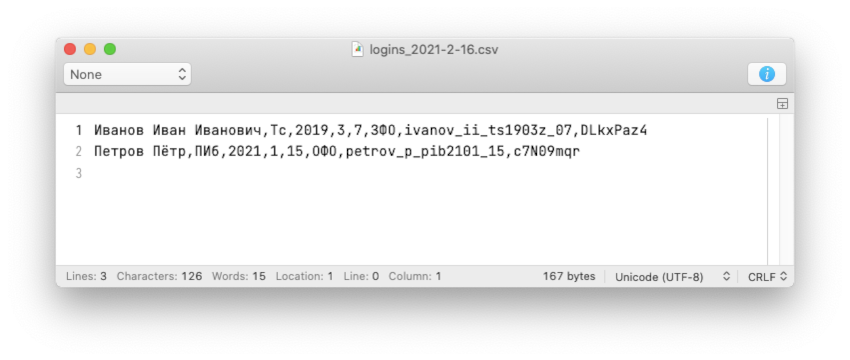 logins_2021-2-16.csv
None
1 Иванов Иван Иванович,Тс,2019,3,7,ЗФО,ivanov_ii_ts1903z_07,DLkxPaz4
2 Петров Пётр,ПИб,2021,1,15,ОФО,petrov_p_pib2101_15,c7N09mqr
3
Lines: 3 Characters: 126 Words: 15 Location: 1 Line: 0 Column: 1 167 bytes Unicode (UTF-8) CRLF